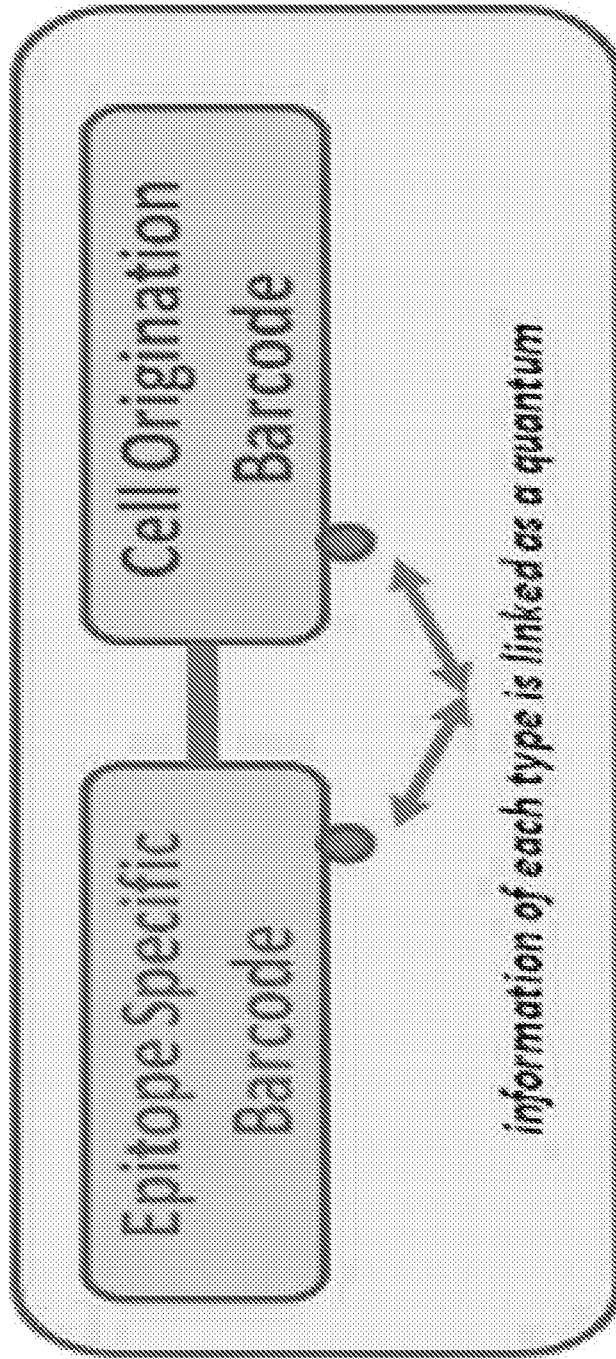 Epitope Specific
Barcode
Cell Origination
Barcode
information of each type is linked as a quantum